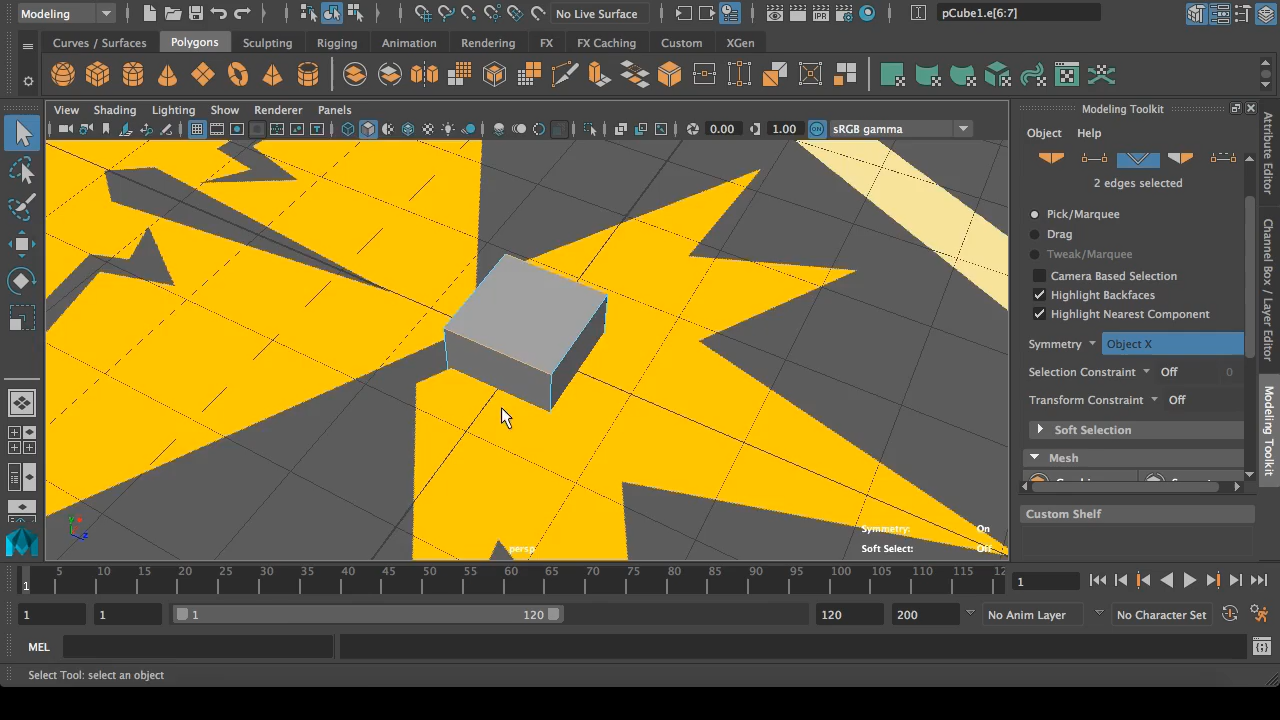 Modeling
No Live Surface
pCube1.e[6:7]
Curves / Surfaces
Polygons
Sculpting
Rigging
Animation
Rendering
FX
FX Caching
Custom
XGen
View
Shading
Lighting
Show
Renderer
Panels
IPR
0.00
1.00
ON
sRGB gamma
Modeling Toolkit
Object
Help
2 edges selected
Pick/Marquee
Drag
Tweak/Marquee
Camera Based Selection
Highlight Backfaces
Highlight Nearest Component
Symmetry
Object X
Selection Constraint
Off
0
Transform Constraint
Off
Soft Selection
Mesh
Custom Shelf
Attribute Editor
Channel Box / Layer Editor
Modeling Toolkit
Symmetry:
On
persp
Soft Select:
Off
1
5
10
15
20
25
30
35
40
45
50
55
60
65
70
75
80
85
90
95
100
105
110
115
12
1
1
1
1
120
120
200
No Anim Layer
No Character Set
MEL
Select Tool: select an object